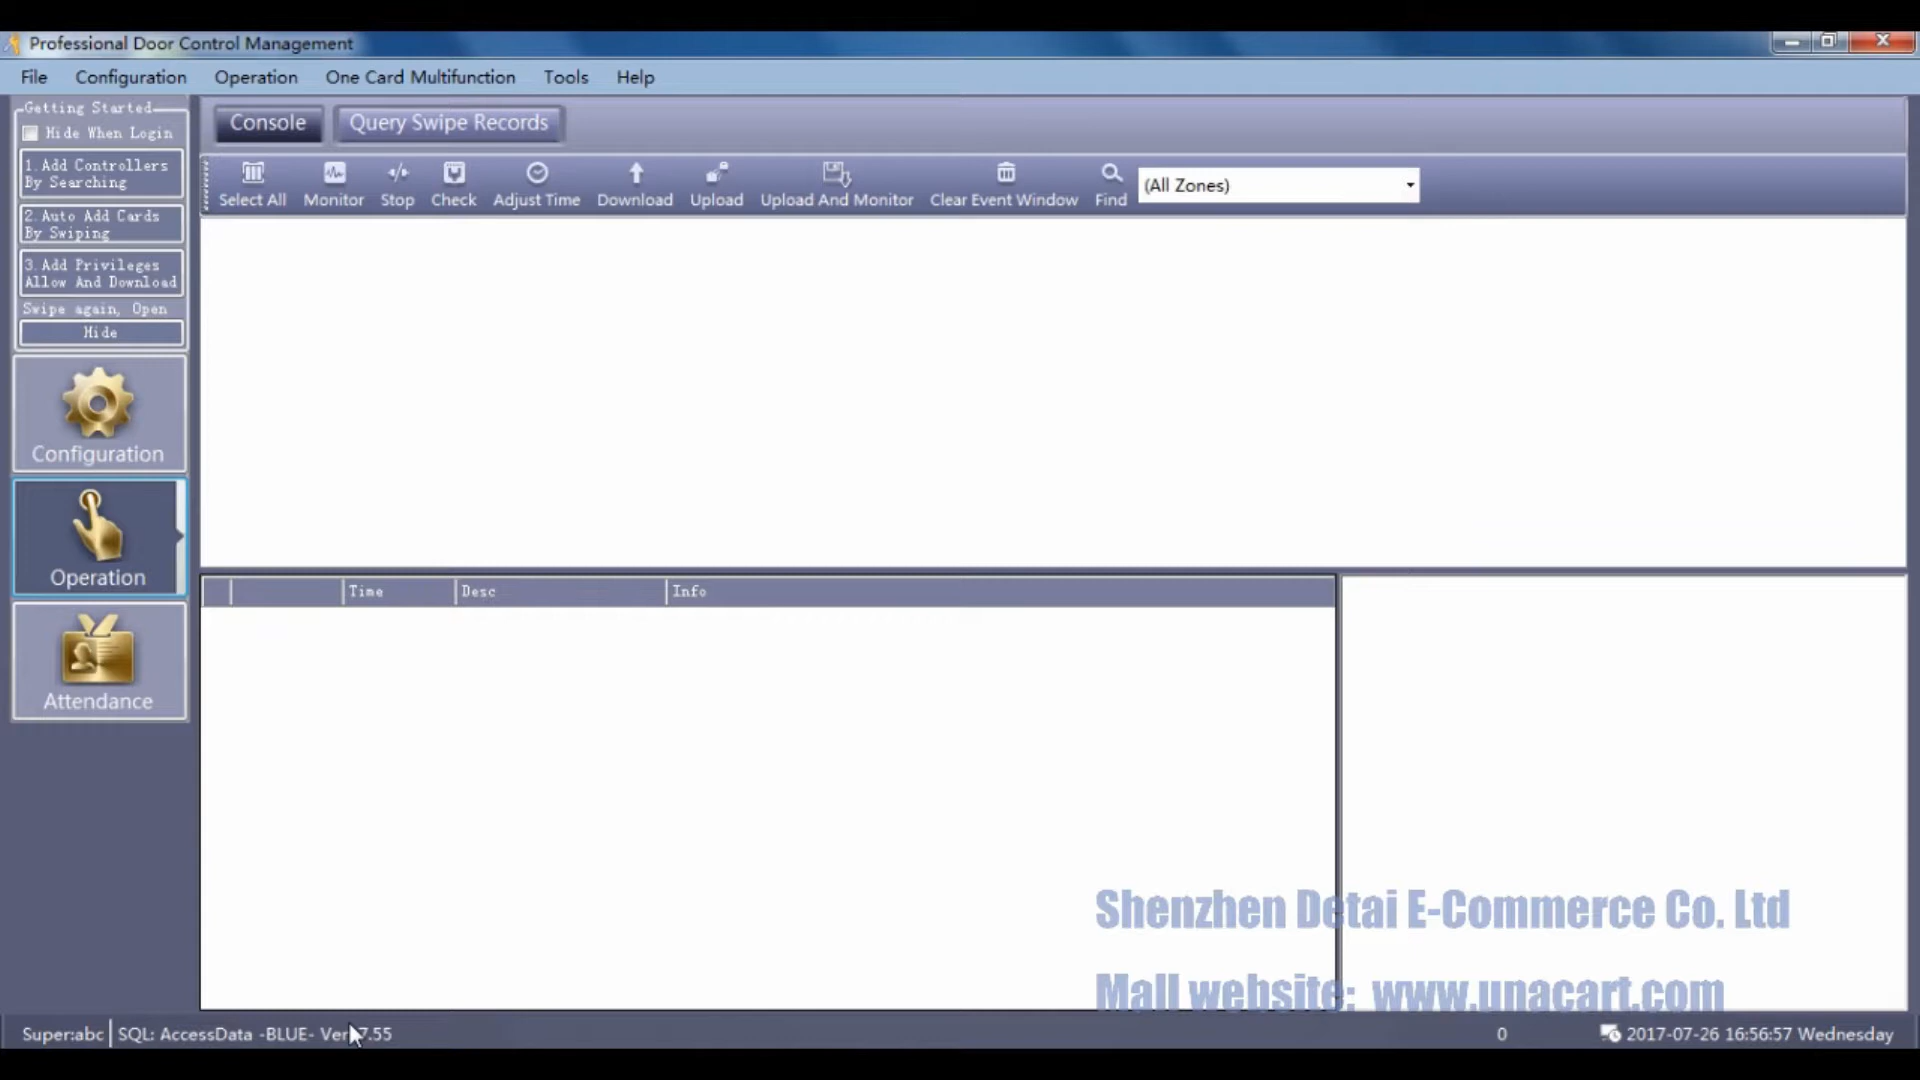 Professional Door Control Management
File Configuration Operation One Card Multifunction Tools Help
Getting Started
Hide When Login
1.Add Controllers
By Searching
2.Auto Add Cards
By Swiping
3.Add Privileges
Allow And Download
Swipe again, Open
Hide
Configuration
Operation
Attendance
Console Query Swipe Records
Select All Monitor Stop Check Adjust Time Download Upload Upload And Monitor Clear Event Window Find (All Zones)
Time Desc Info
Shenzhen Detai E-Commerce Co. Ltd
Mall website: www.unacart.com
Super:abc SQL: AccessData -BLUE- Ver 7.55 0 2017-07-26 16:56:57 Wednesday